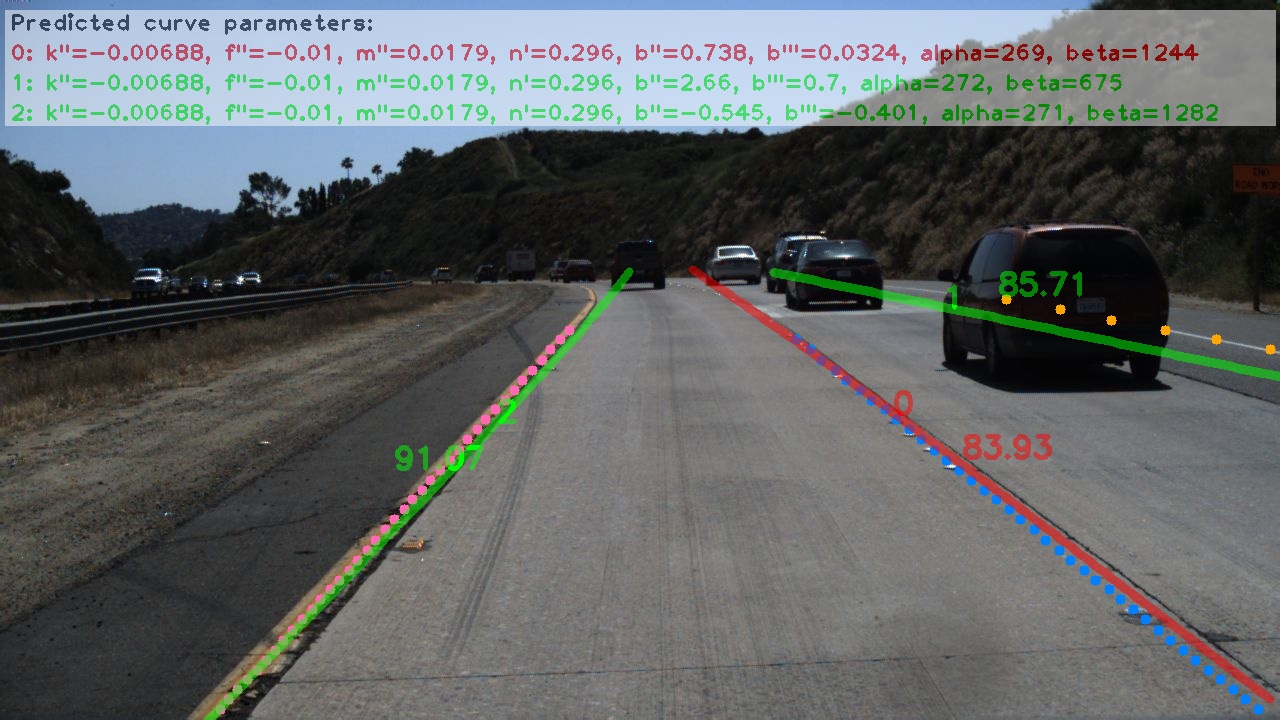 Predicted curve parameters:
0: k''=-0.00688, f''=-0.01, m''=0.0179, n'=0.296, b''=0.738, b'''=0.0324, alpha=269, beta=1244
1: k''=-0.00688, f''=-0.01, m''=0.0179, n'=0.296, b''=2.66, b'''=0.7, alpha=272, beta=675
2: k''=-0.00688, f''=-0.01, m''=0.0179, n'=0.296, b''=-0.545, b'''=-0.401, alpha=271, beta=1282
END
ROAD WORK
85.71
1
0
2
83.93
91.07